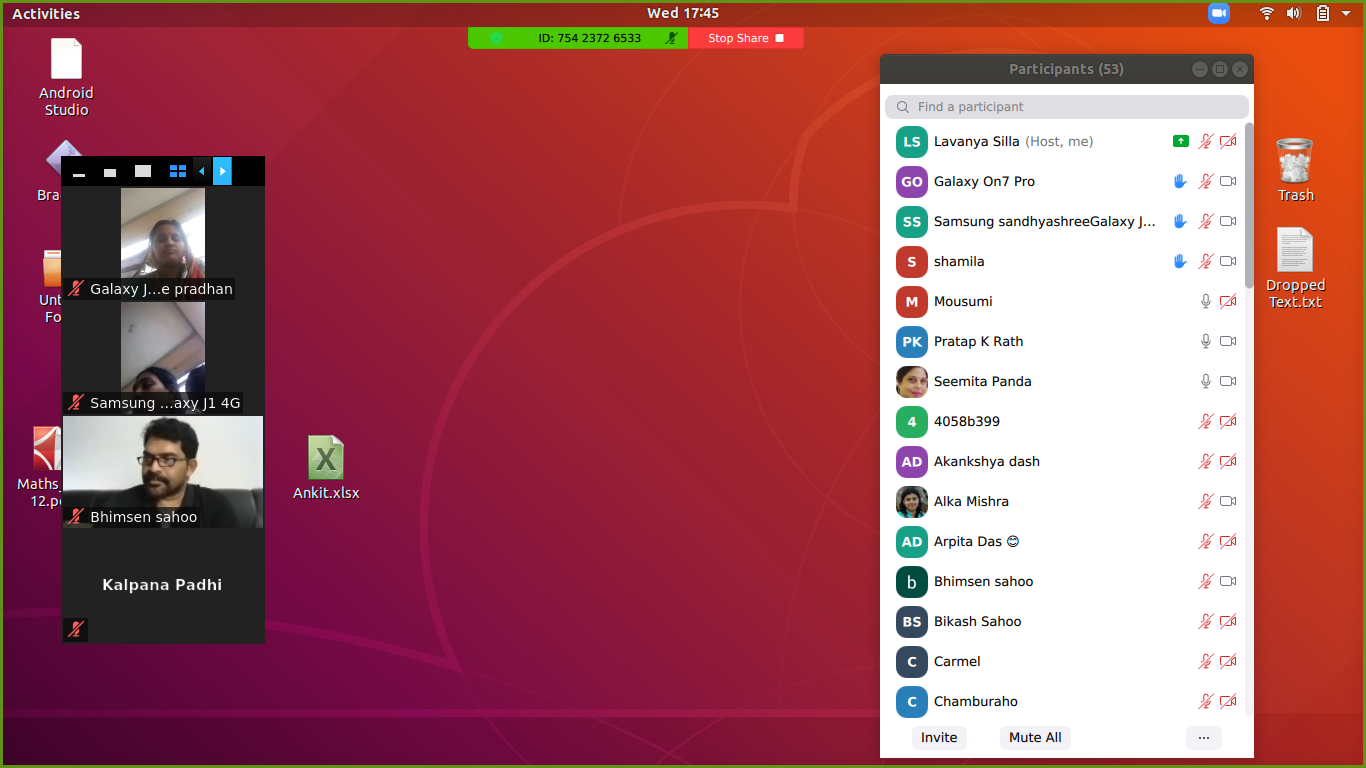 Activities
Wed 17:45
ID: 754 2372 6533
Stop Share
Android
Studio
Bra
Unt
Fo
Maths_
12.p
Galaxy J...e pradhan
Samsung ...axy J1 4G
Bhimsen sahoo
Kalpana Padhi
X
Ankit.xlsx
Participants (53)
Find a participant
LS Lavanya Silla (Host, me)
GO Galaxy On7 Pro
SS Samsung sandhyashreeGalaxy J...
S shamila
M Mousumi
PK Pratap K Rath
Seemita Panda
4 4058b399
AD Akankshya dash
Alka Mishra
AD Arpita Das 😊
b Bhimsen sahoo
BS Bikash Sahoo
C Carmel
C Chamburaho
Invite
Mute All
...
Trash
Dropped
Text.txt